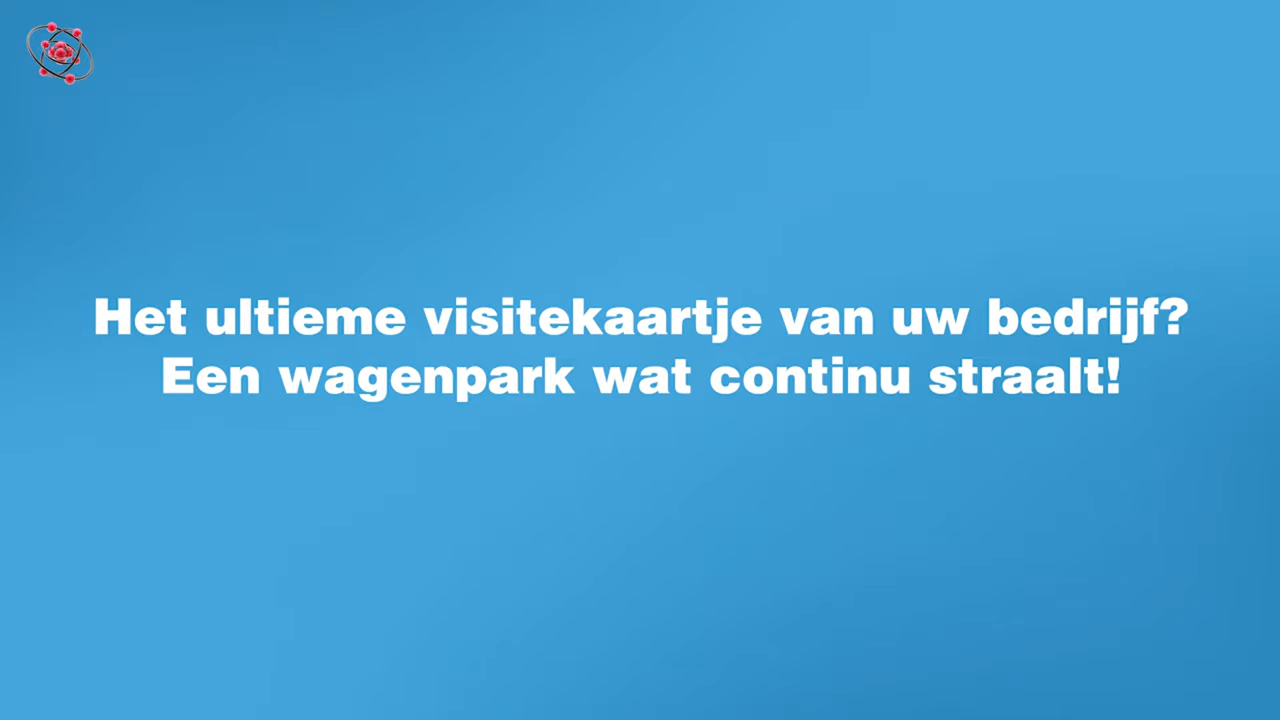 Het ultieme visitekaartje van uw bedrijf?
Een wagenpark wat continu straalt!